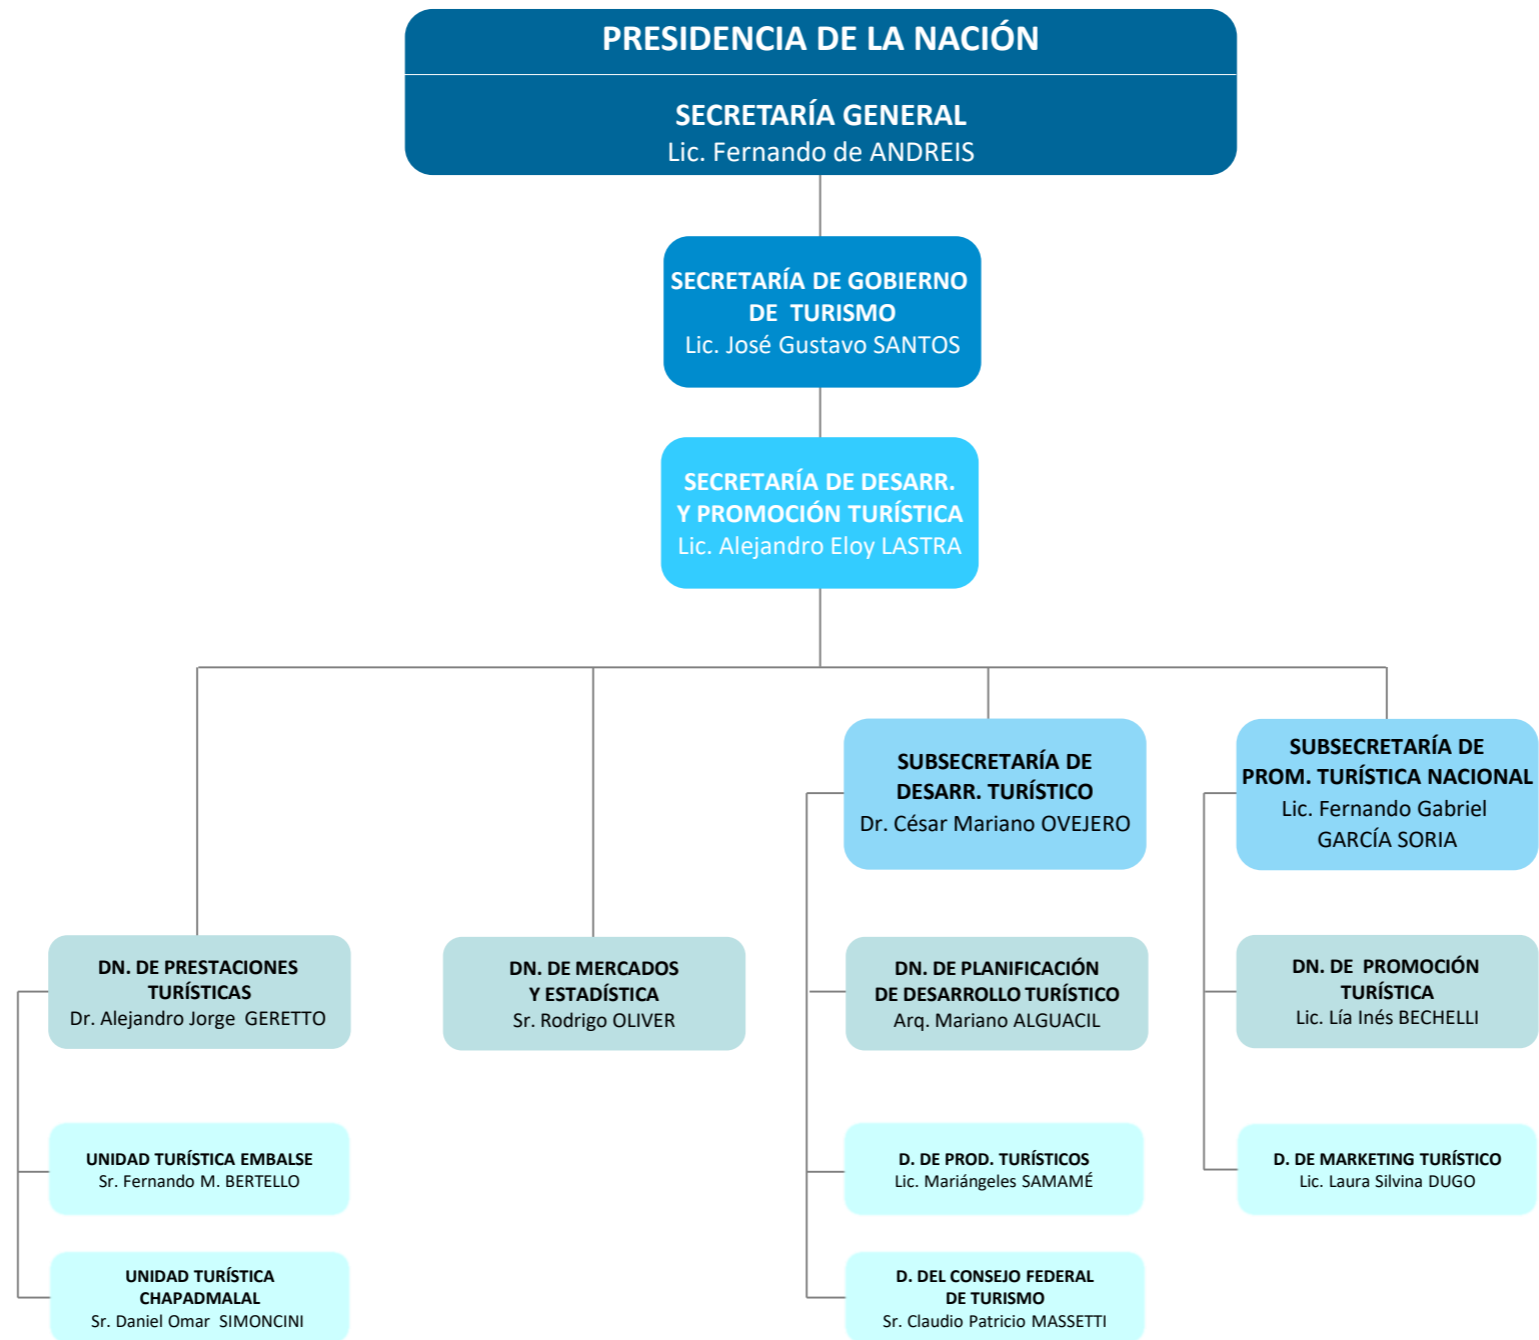 PRESIDENCIA DE LA NACIÓN
SECRETARÍA GENERAL
Lic. Fernando de ANDREIS
SECRETARÍA DE GOBIERNO
DE TURISMO
Lic. José Gustavo SANTOS
SECRETARÍA DE DESARR.
Y PROMOCIÓN TURÍSTICA
Lic. Alejandro Eloy LASTRA
SUBSECRETARÍA DE
DESARR. TURÍSTICO
Dr. César Mariano OVEJERO
SUBSECRETARÍA DE
PROM. TURÍSTICA NACIONAL
Lic. Fernando Gabriel
GARCÍA SORIA
DN. DE PRESTACIONES
TURÍSTICAS
Dr. Alejandro Jorge GERETTO
DN. DE MERCADOS
Y ESTADÍSTICA
Sr. Rodrigo OLIVER
DN. DE PLANIFICACIÓN
DE DESARROLLO TURÍSTICO
Arq. Mariano ALGUACIL
DN. DE PROMOCIÓN
TURÍSTICA
Lic. Lía Inés BECHELLI
UNIDAD TURÍSTICA EMBALSE
Sr. Fernando M. BERTELLO
D. DE PROD. TURÍSTICOS
Lic. Mariángeles SAMAMÉ
D. DE MARKETING TURÍSTICO
Lic. Laura Silvina DUGO
UNIDAD TURÍSTICA
CHAPADMALAL
Sr. Daniel Omar SIMONCINI
D. DEL CONSEJO FEDERAL
DE TURISMO
Sr. Claudio Patricio MASSETTI